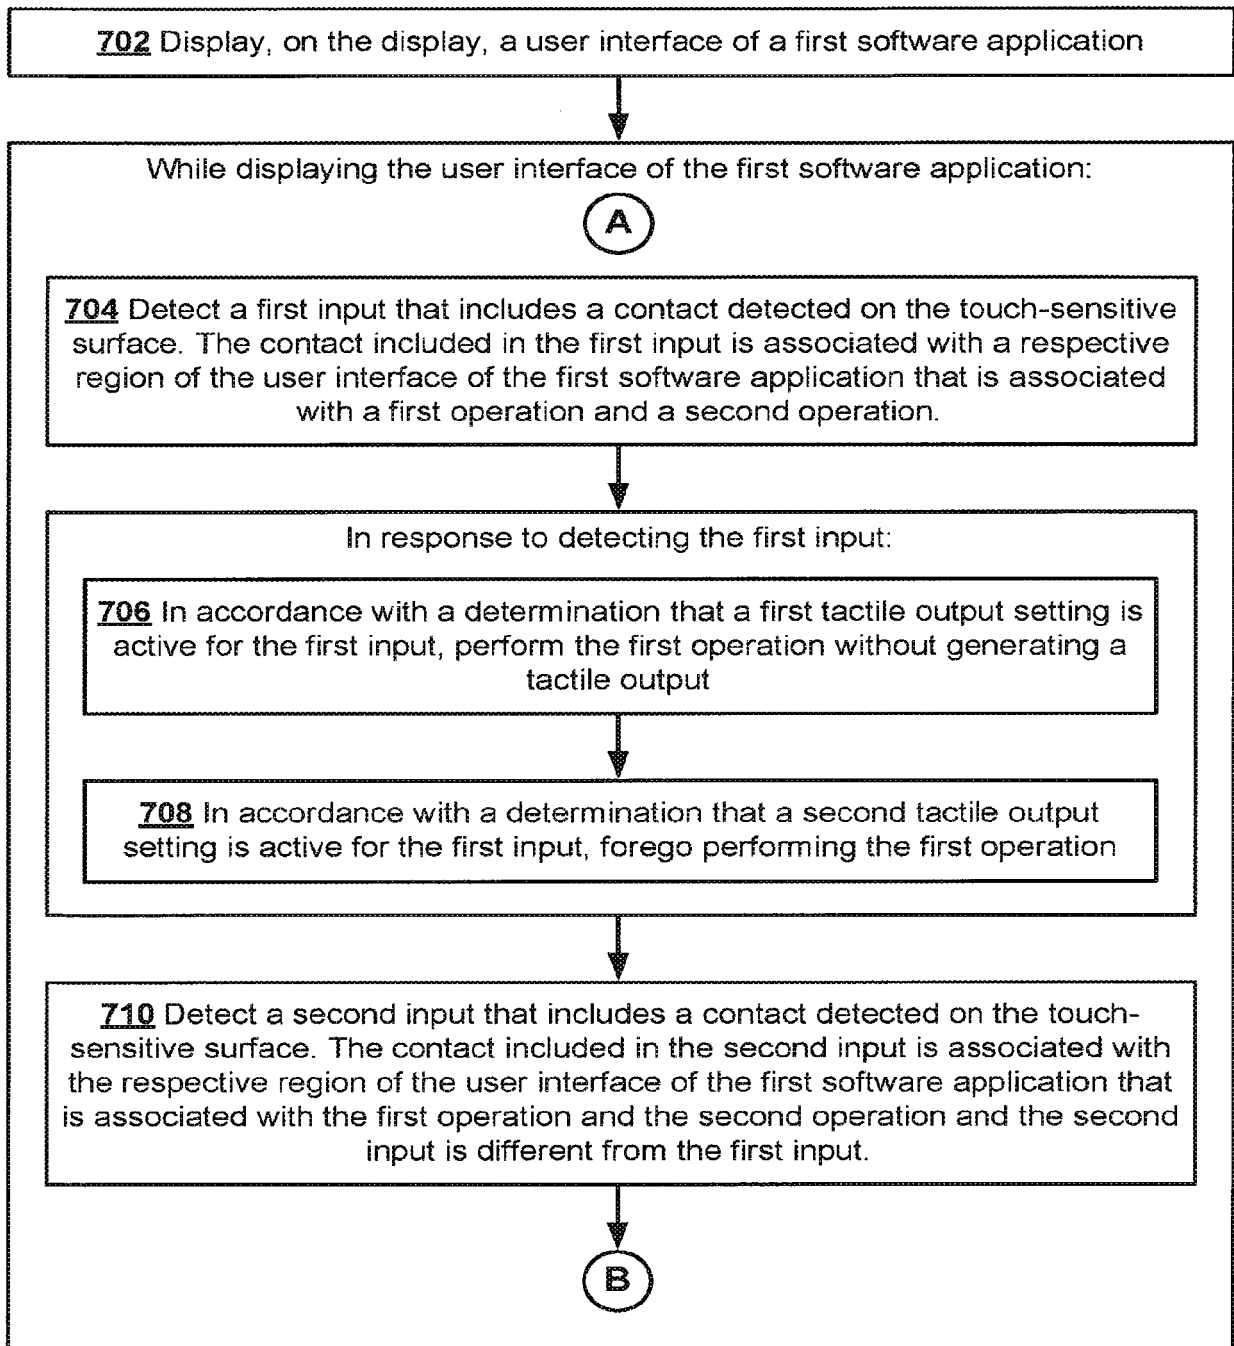 702 Display, on the display, a user interface of a first software application
While displaying the user interface of the first software application:
A
704 Detect a first input that includes a contact detected on the touch-sensitive
surface. The contact included in the first input is associated with a respective
region of the user interface of the first software application that is associated
with a first operation and a second operation.
In response to detecting the first input:
706 In accordance with a determination that a first tactile output setting is
active for the first input, perform the first operation without generating a
tactile output
708 In accordance with a determination that a second tactile output
setting is active for the first input, forego performing the first operation
710 Detect a second input that includes a contact detected on the touch-
sensitive surface. The contact included in the second input is associated with
the respective region of the user interface of the first software application that
is associated with the first operation and the second operation and the second
input is different from the first input.
B